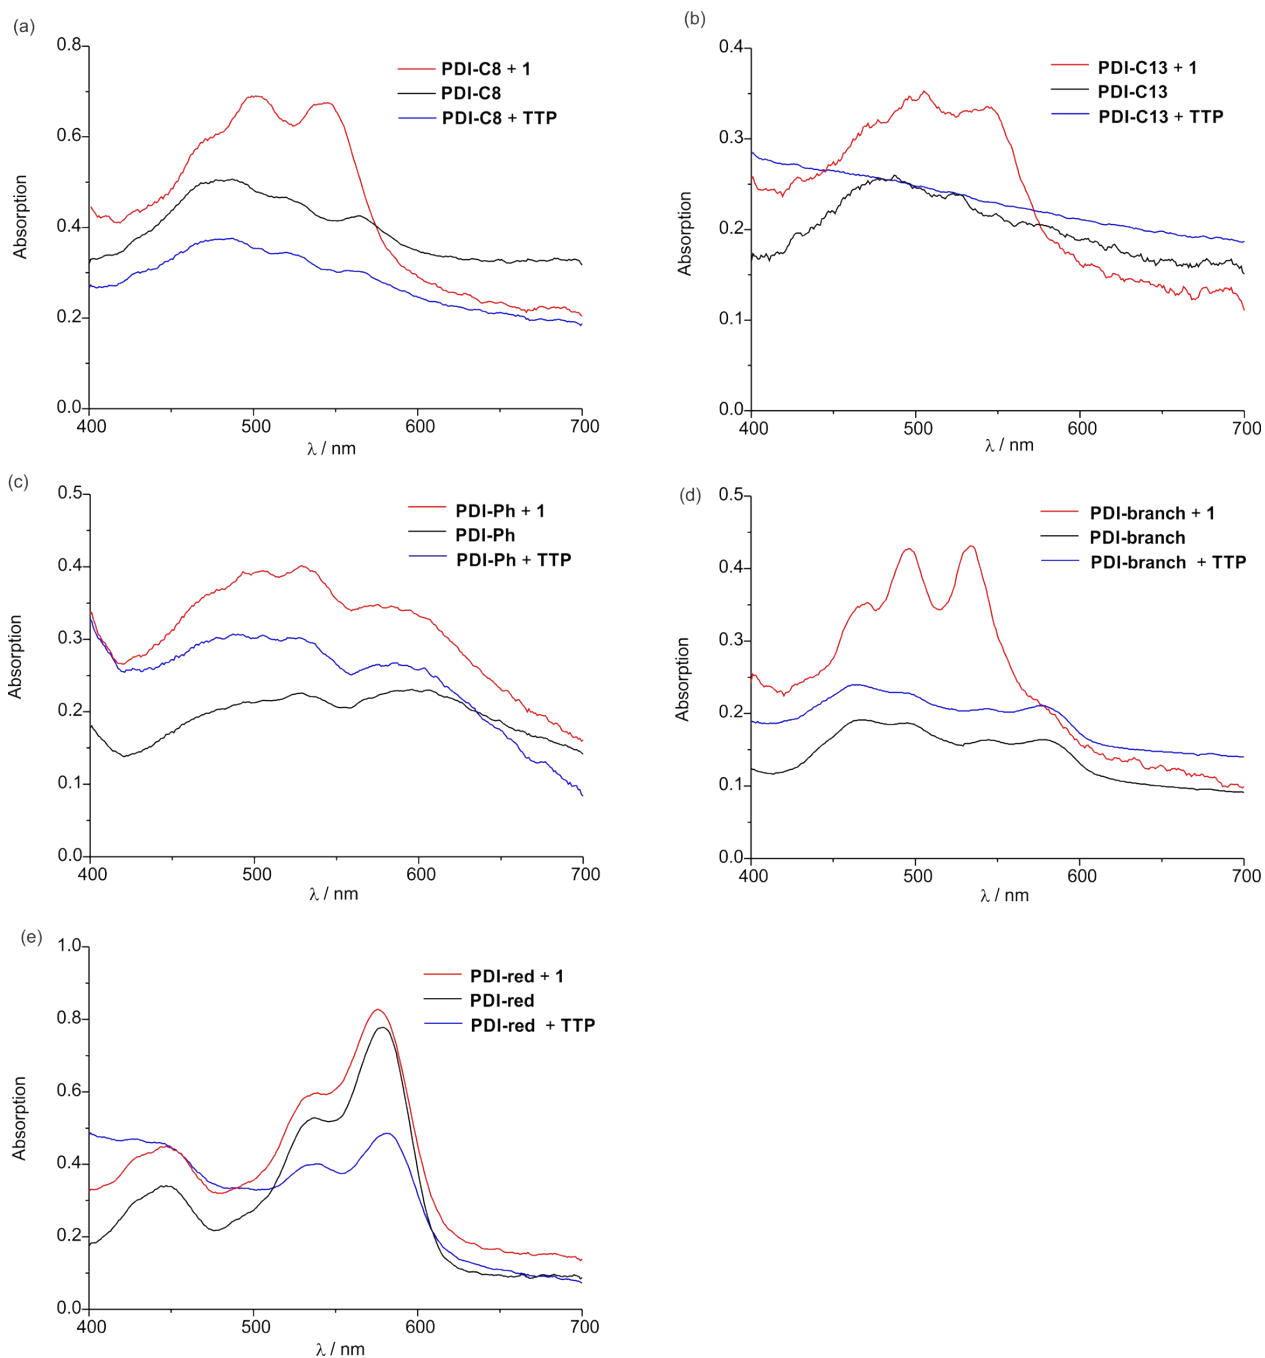 (a)
0.8
0.6
0.4
0.2
0.0
400
500
600
700
Absorption
λ / nm
PDI-C8 + 1
PDI-C8
PDI-C8 + TTP
(b)
0.4
0.3
0.2
0.1
0.0
400
500
600
700
Absorption
λ / nm
PDI-C13 + 1
PDI-C13
PDI-C13 + TTP
(c)
0.5
0.4
0.3
0.2
0.1
0.0
400
500
600
700
Absorption
λ / nm
PDI-Ph + 1
PDI-Ph
PDI-Ph + TTP
(d)
0.5
0.4
0.3
0.2
0.1
0.0
400
500
600
700
Absorption
λ / nm
PDI-branch + 1
PDI-branch
PDI-branch + TTP
(e)
1.0
0.8
0.6
0.4
0.2
0.0
400
500
600
700
Absorption
λ / nm
PDI-red + 1
PDI-red
PDI-red + TTP